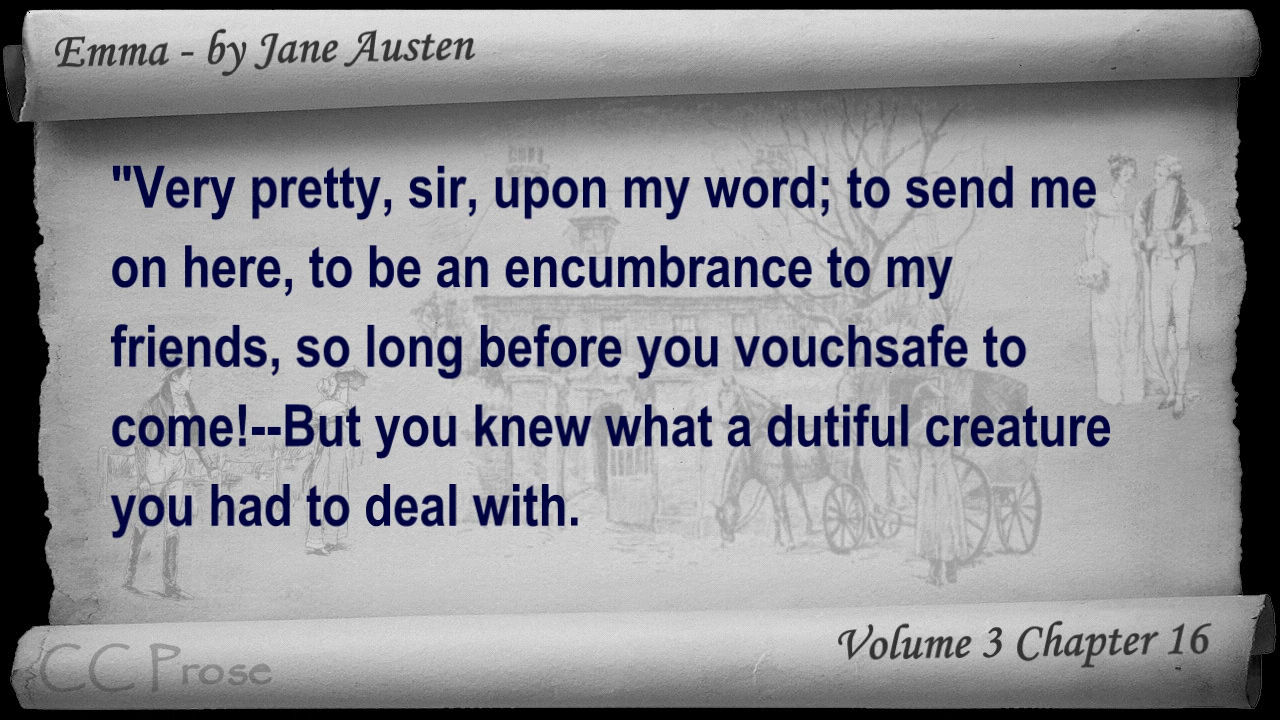 Emma - by Jane Austen
"Very pretty, sir, upon my word; to send me
on here, to be an encumbrance to my
friends, so long before you vouchsafe to
come!--But you knew what a dutiful creature
you had to deal with.
Volume 3 Chapter 16
CC Prose